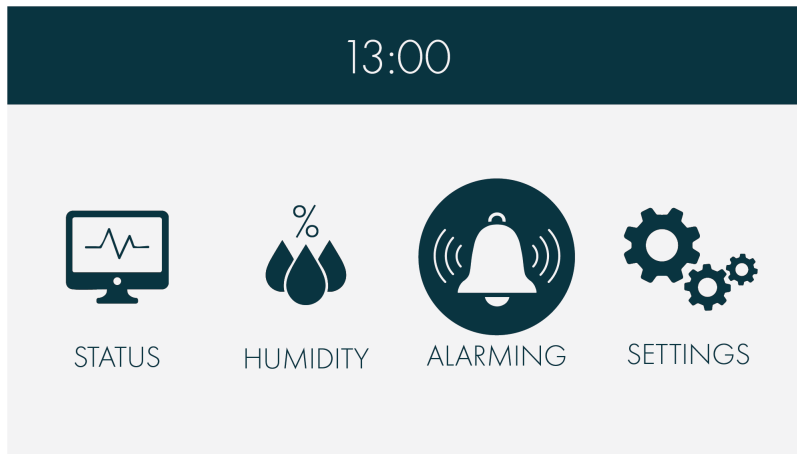 13:00
%
STATUS
HUMIDITY
ALARMING
SETTINGS